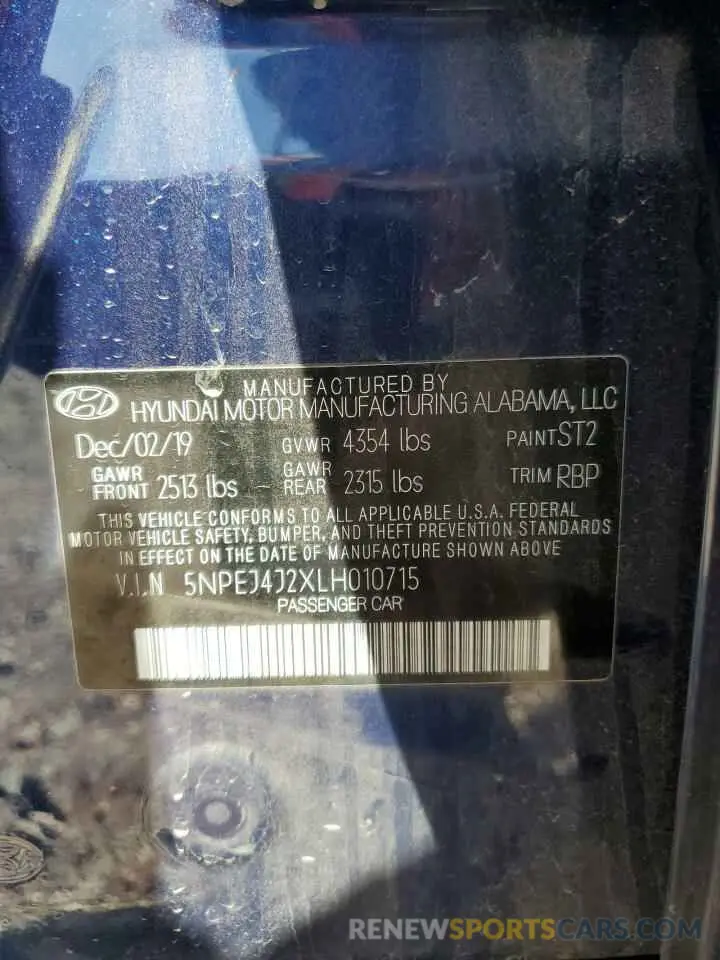 MANUFACTURED BY
HYUNDAI MOTOR MANUFACTURING ALABAMA, LLC
Dec/02/19 GVWR 4354 lbs PAINT ST2
GAWR FRONT 2513 lbs GAWR REAR 2315 lbs TRIM RBP
THIS VEHICLE CONFORMS TO ALL APPLICABLE U.S.A. FEDERAL
MOTOR VEHICLE SAFETY, BUMPER, AND THEFT PREVENTION STANDARDS
IN EFFECT ON THE DATE OF MANUFACTURE SHOWN ABOVE
V.I.N 5NPEJ4J2XLH010715
PASSENGER CAR
RENEWSPORTSCARS.COM